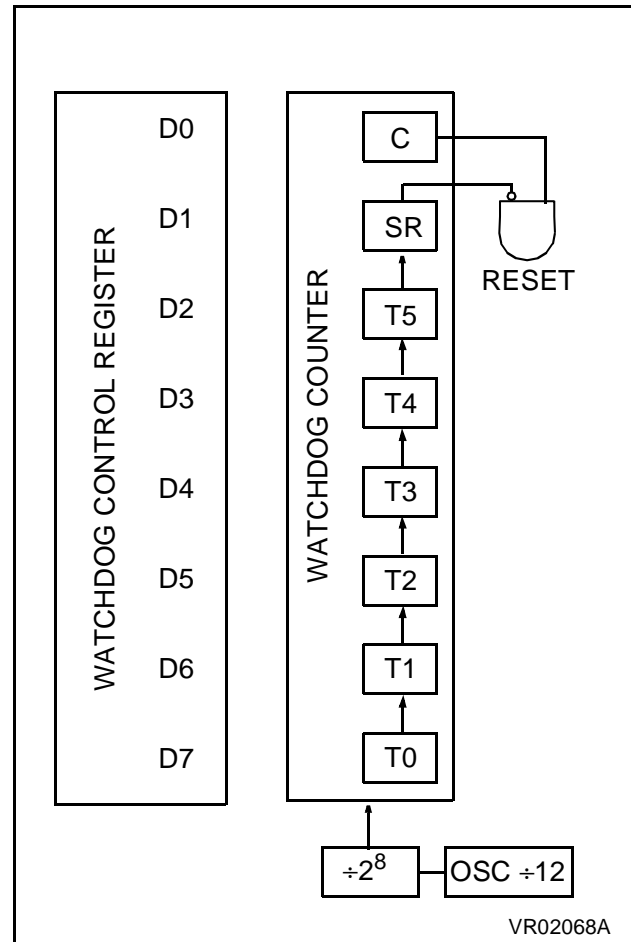 WATCHDOG CONTROL REGISTER
D0
D1
D2
D3
D4
D5
D6
D7
WATCHDOG COUNTER
C
SR
T5
T4
T3
T2
T1
T0
RESET
÷2⁸
OSC ÷12
VR02068A